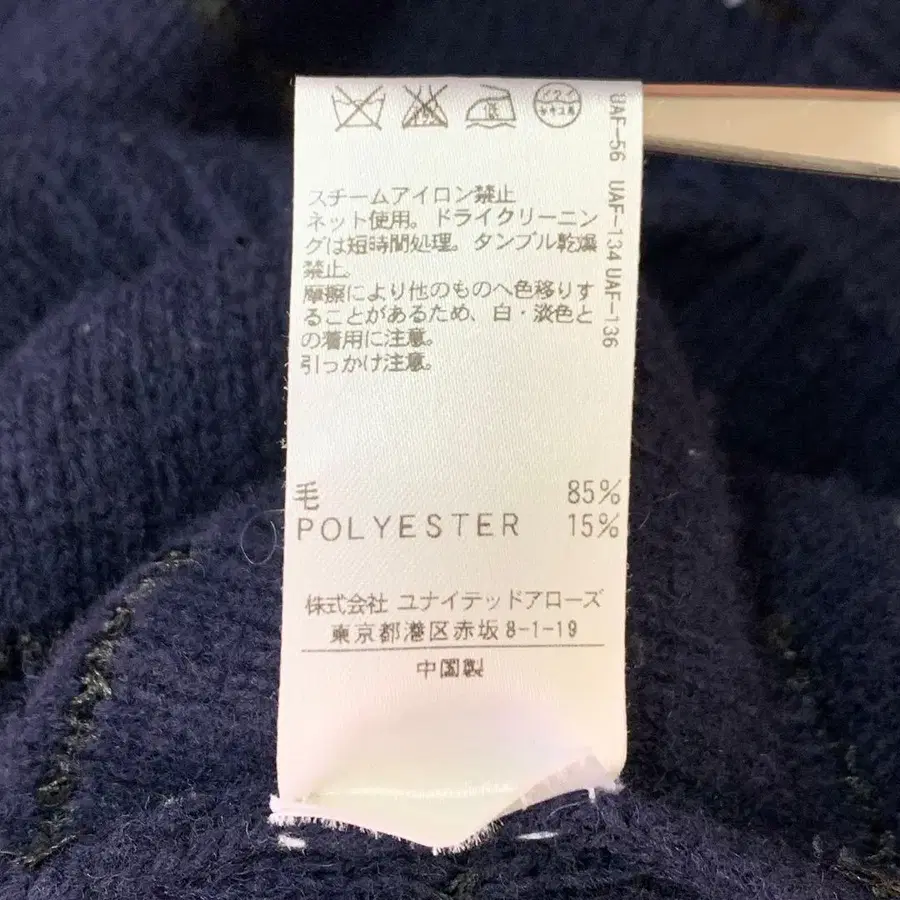 UAF-56 UAF-134 UAF-136
スチームアイロン禁止
ネット使用。ドライクリーニン
グは短時間処理。タンブル乾燥
禁止。
摩擦により他のものへ色移りす
ることがあるため、白・淡色と
の着用に注意。
引っかけ注意。
毛 85%
POLYESTER 15%
株式会社 ユナイテッドアローズ
東京都港区赤坂8-1-19
中国製